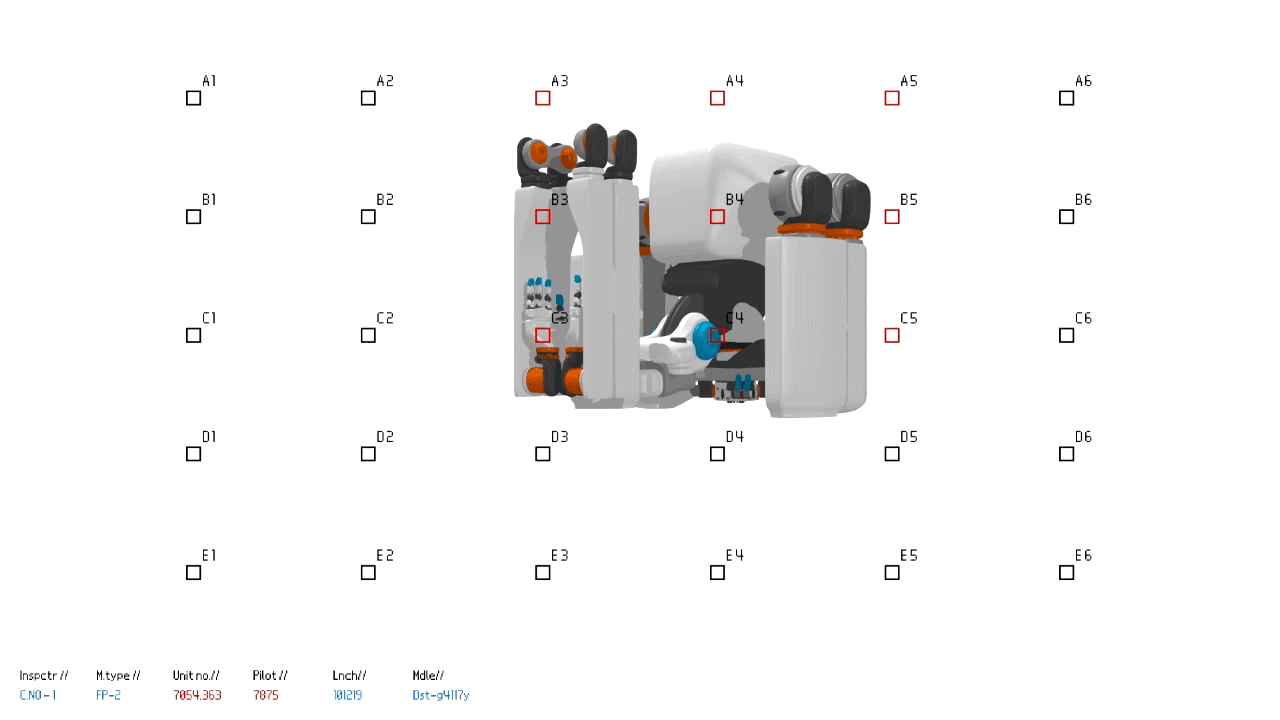 A1 A2 A3 A4 A5 A6
B1 B2 B3 B4 B5 B6
C1 C2 C3 C4 C5 C6
D1 D2 D3 D4 D5 D6
E1 E2 E3 E4 E5 E6
Inspctr // M.type // Unit no.// Pilot // Lnch// Mdle//
C.NO-1 FP-2 7054.363 7875 101219 Dst-g4117y